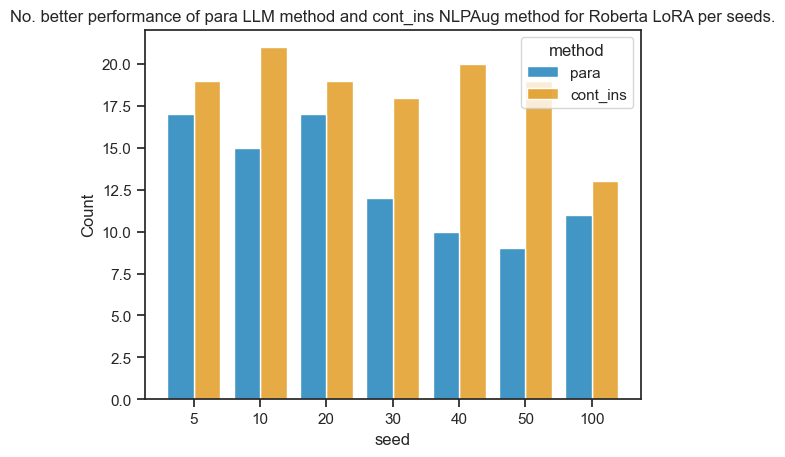 No. better performance of para LLM method and cont_ins NLPAug method for Roberta LoRA per seeds.
method
para
cont_ins
20.0
17.5
15.0
12.5
10.0
7.5
5.0
2.5
0.0
Count
5 10 20 30 40 50 100
seed